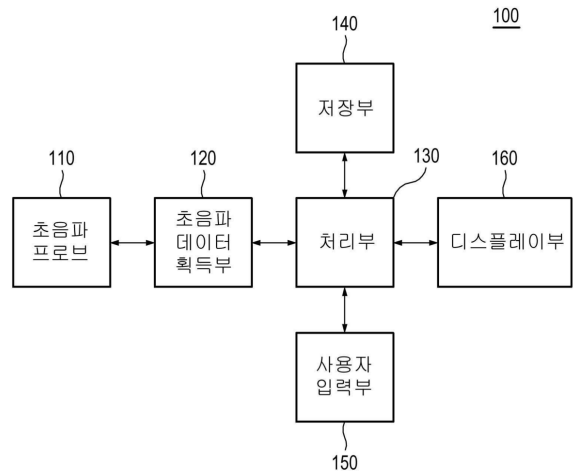 100
140
저장부
110
120
130
160
초음파
프로브
초음파
데이터
획득부
처리부
디스플레이부
사용자
입력부
150